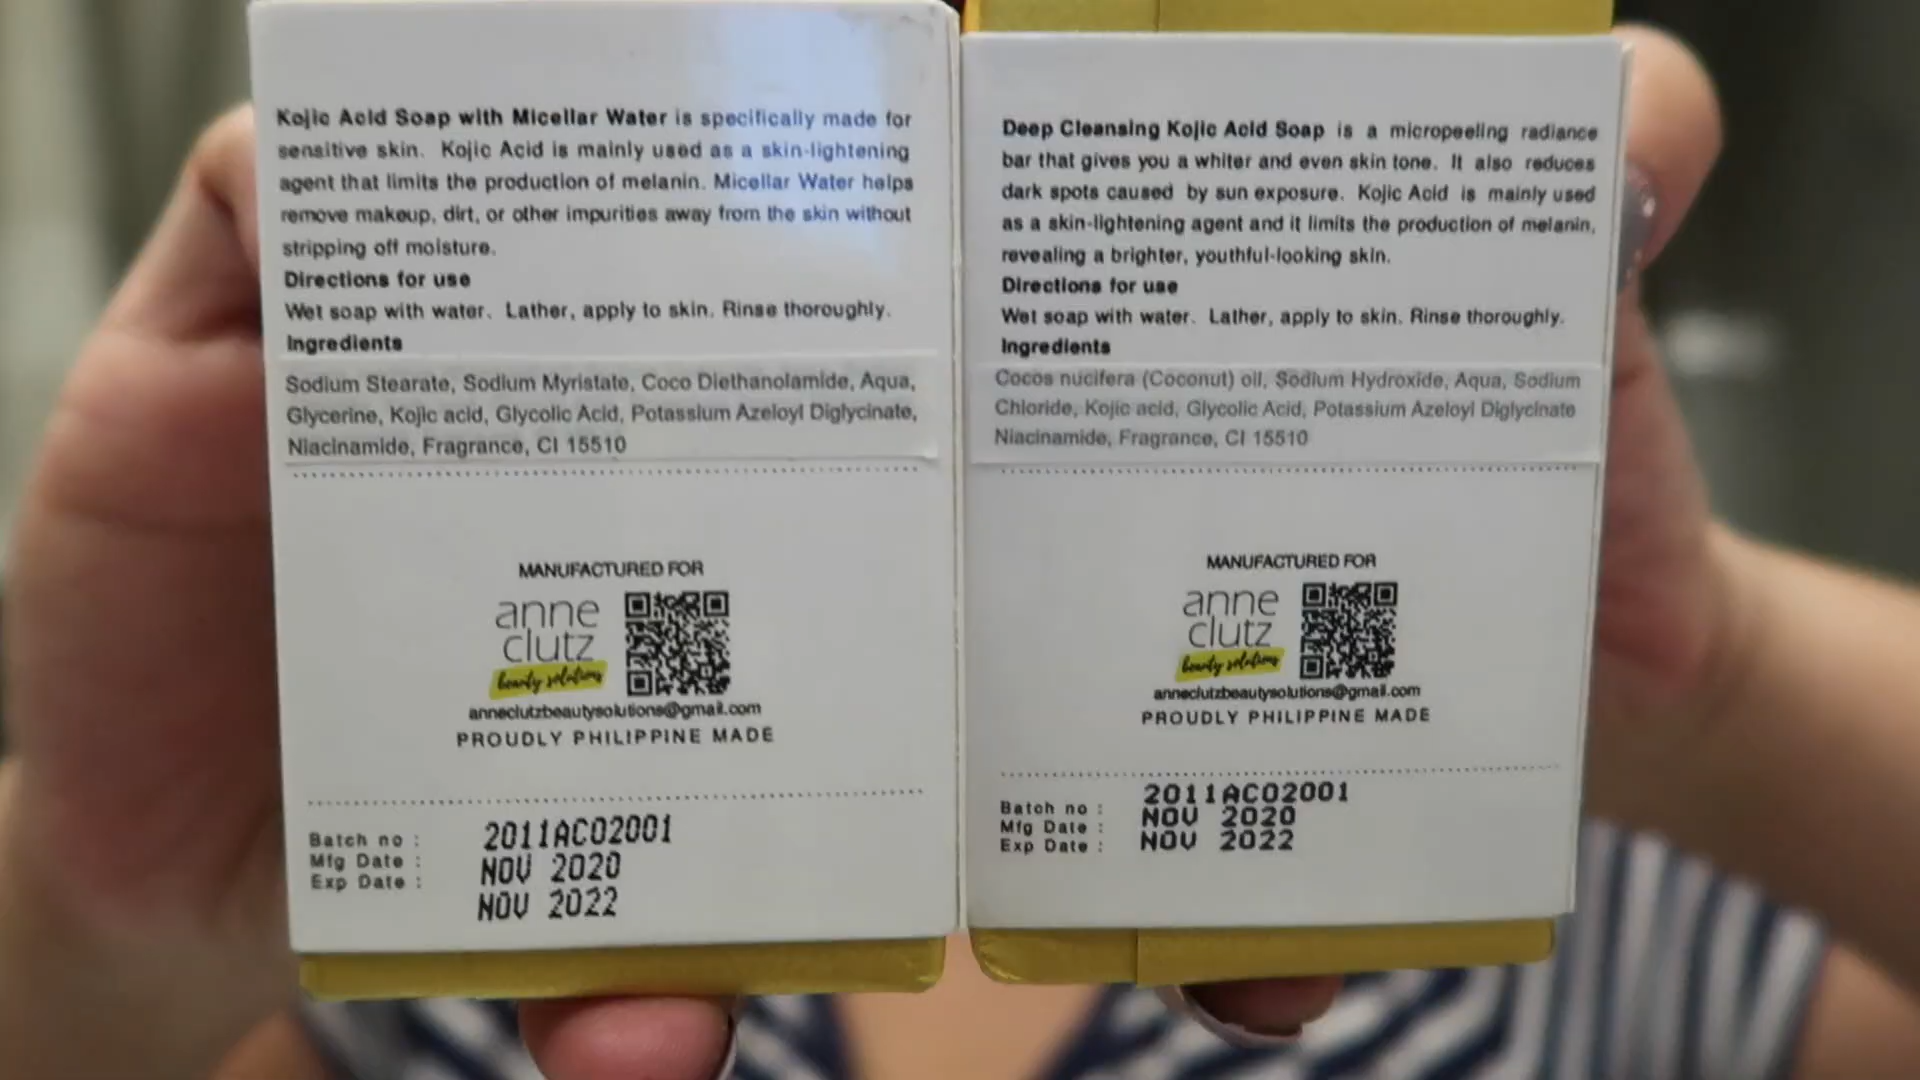 Kojic Acid Soap with Micellar Water is specifically made for
sensitive skin. Kojic Acid is mainly used as a skin-lightening
agent that limits the production of melanin. Micellar Water helps
remove makeup, dirt, or other impurities away from the skin without
stripping off moisture.
Directions for use
Wet soap with water. Lather, apply to skin. Rinse thoroughly.
Ingredients
Sodium Stearate, Sodium Myristate, Coco Diethanolamide, Aqua,
Glycerine, Kojic acid, Glycolic Acid, Potassium Azeloyl Diglycinate,
Niacinamide, Fragrance, CI 15510
MANUFACTURED FOR
anne
clutz
beauty solutions
anneclutzbeautysolutions@gmail.com
PROUDLY PHILIPPINE MADE
Batch no : 2011AC02001
Mfg Date : NOV 2020
Exp Date : NOV 2022
Deep Cleansing Kojic Acid Soap is a micropeeling radiance
bar that gives you a whiter and even skin tone. It also reduces
dark spots caused by sun exposure. Kojic Acid is mainly used
as a skin-lightening agent and it limits the production of melanin,
revealing a brighter, youthful-looking skin.
Directions for use
Wet soap with water. Lather, apply to skin. Rinse thoroughly.
Ingredients
Cocos nucifera (Coconut) oil, Sodium Hydroxide, Aqua, Sodium
Chloride, Kojic acid, Glycolic Acid, Potassium Azeloyl Diglycinate
Niacinamide, Fragrance, CI 15510
MANUFACTURED FOR
anne
clutz
beauty solutions
anneclutzbeautysolutions@gmail.com
PROUDLY PHILIPPINE MADE
Batch no : 2011AC02001
Mfg Date : NOV 2020
Exp Date : NOV 2022